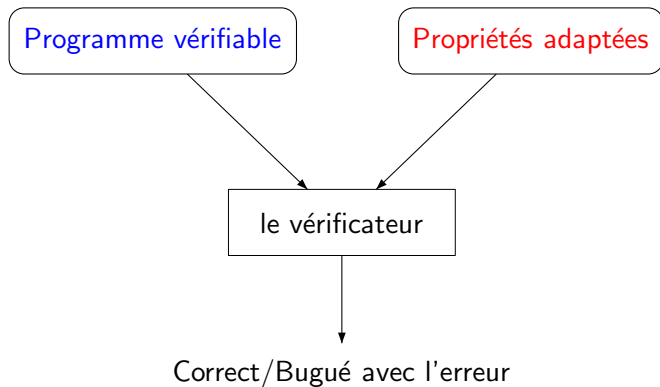 Programme vérifiable
Propriétés adaptées
le vérificateur
Correct/Bugué avec l'erreur